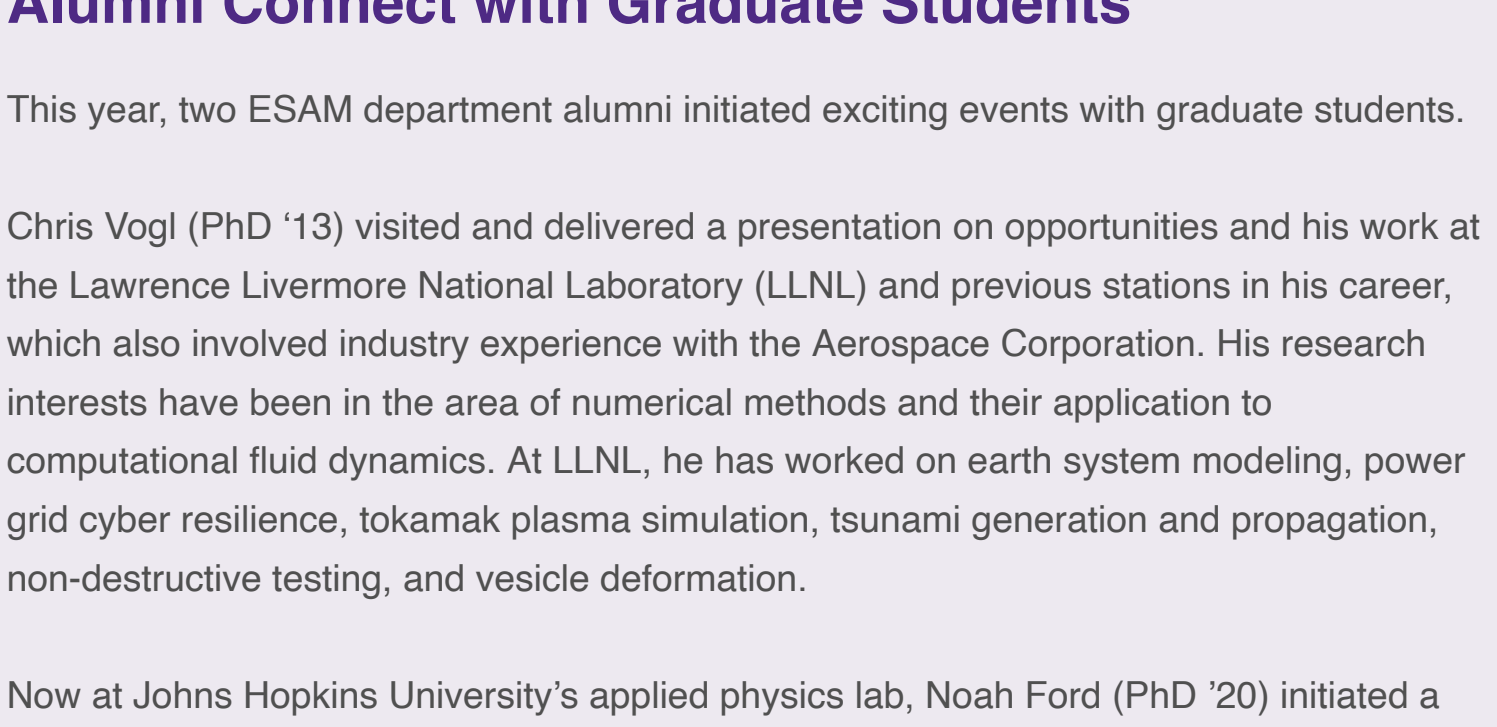 Alumni Connect with Graduate Students
This year, two ESAM department alumni initiated exciting events with graduate students.
Chris Vogl (PhD ‘13) visited and delivered a presentation on opportunities and his work at
the Lawrence Livermore National Laboratory (LLNL) and previous stations in his career,
which also involved industry experience with the Aerospace Corporation. His research
interests have been in the area of numerical methods and their application to
computational fluid dynamics. At LLNL, he has worked on earth system modeling, power
grid cyber resilience, tokamak plasma simulation, tsunami generation and propagation,
non-destructive testing, and vesicle deformation.
Now at Johns Hopkins University’s applied physics lab, Noah Ford (PhD ’20) initiated a